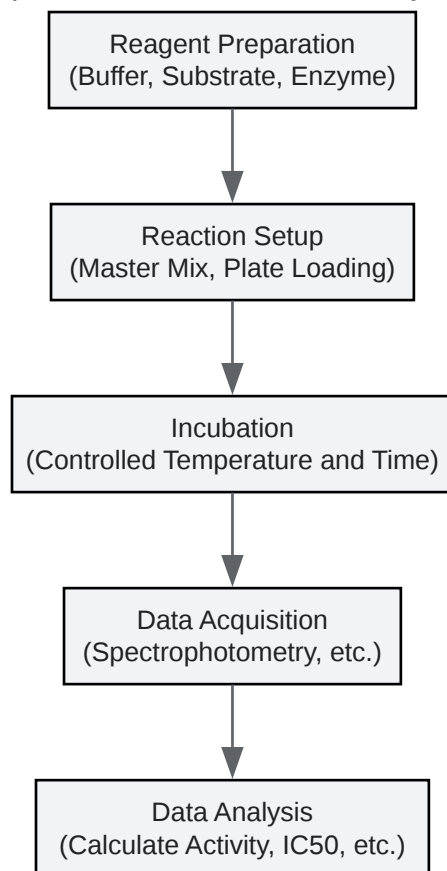 Reagent Preparation
(Buffer, Substrate, Enzyme)
Reaction Setup
(Master Mix, Plate Loading)
Incubation
(Controlled Temperature and Time)
Data Acquisition
(Spectrophotometry, etc.)
Data Analysis
(Calculate Activity, IC50, etc.)